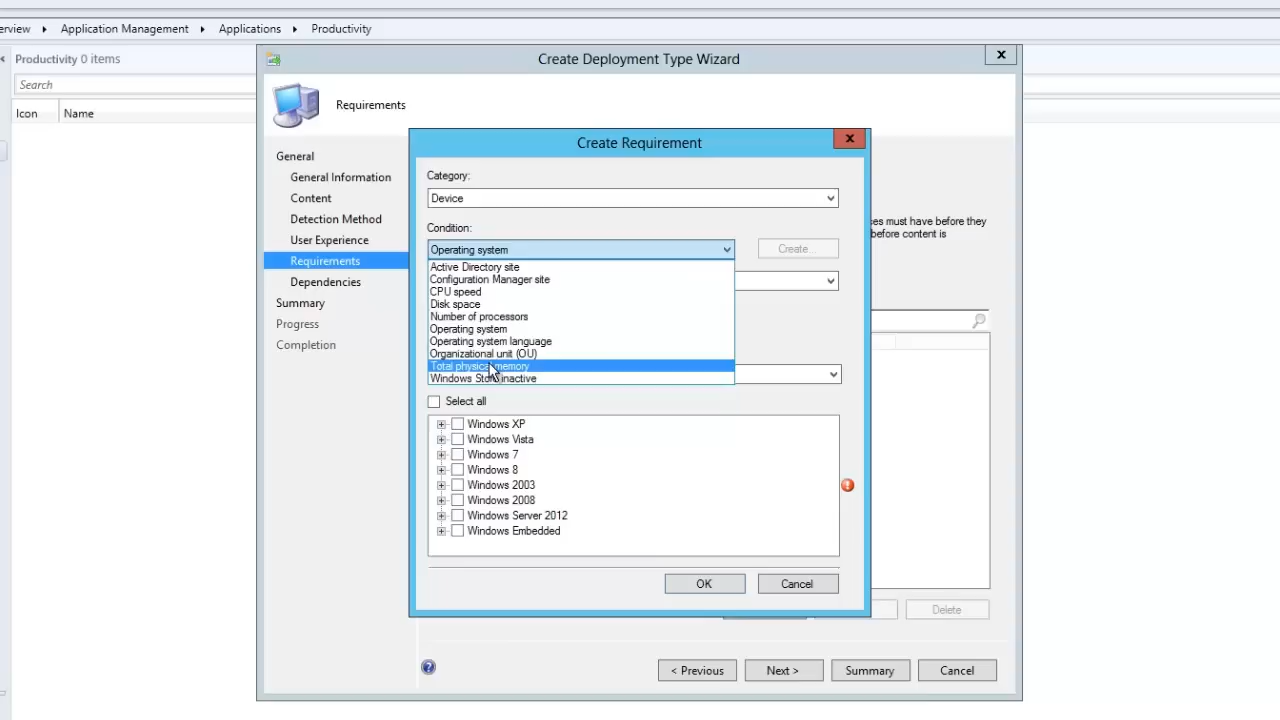 erview ▸ Application Management ▸ Applications ▸ Productivity
Productivity 0 items
Search
Icon Name
Create Deployment Type Wizard
Requirements
General
General Information
Content
Detection Method
User Experience
Requirements
Dependencies
Summary
Progress
Completion
Create Requirement
Category:
Device
Condition:
Operating system
Create...
Active Directory site
Configuration Manager site
CPU speed
Disk space
Number of processors
Operating system
Operating system language
Organizational unit (OU)
Total physical memory
Windows Store inactive
Select all
Windows XP
Windows Vista
Windows 7
Windows 8
Windows 2003
Windows 2008
Windows Server 2012
Windows Embedded
OK Cancel
es must have before they
before content is
Delete
< Previous Next > Summary Cancel